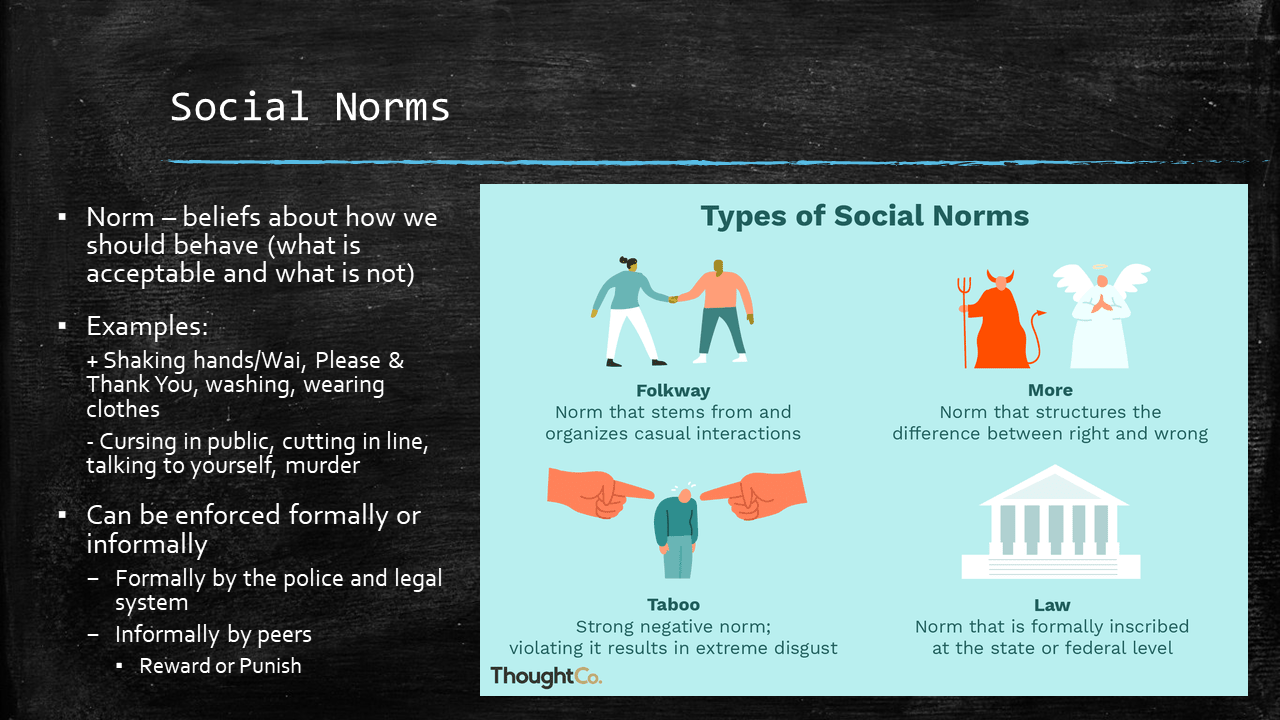 Social Norms
▪ Norm – beliefs about how we
should behave (what is
acceptable and what is not)
▪ Examples:
+ Shaking hands/Wai, Please &
Thank You, washing, wearing
clothes
- Cursing in public, cutting in line,
talking to yourself, murder
▪ Can be enforced formally or
informally
– Formally by the police and legal
system
– Informally by peers
▪ Reward or Punish
Types of Social Norms
Folkway
Norm that stems from and
organizes casual interactions
More
Norm that structures the
difference between right and wrong
Taboo
Strong negative norm;
violating it results in extreme disgust
Law
Norm that is formally inscribed
at the state or federal level
ThoughtCo.